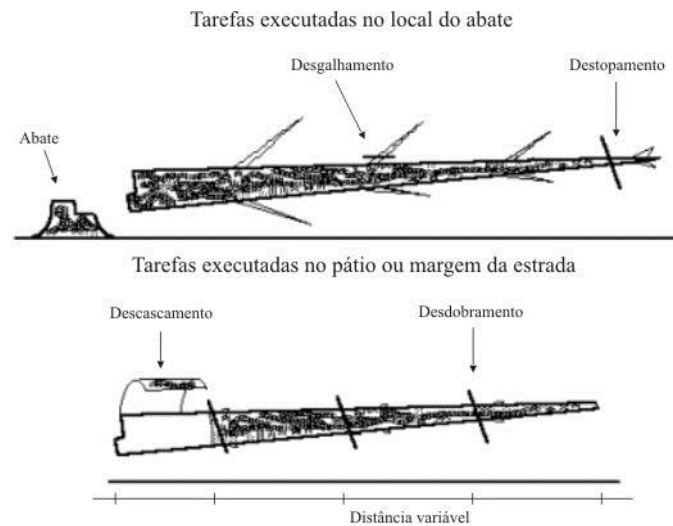 Tarefas executadas no local do abate
Desgalhamento
Destopamento
Abate
Tarefas executadas no pátio ou margem da estrada
Descascamento
Desdobramento
Distância variável